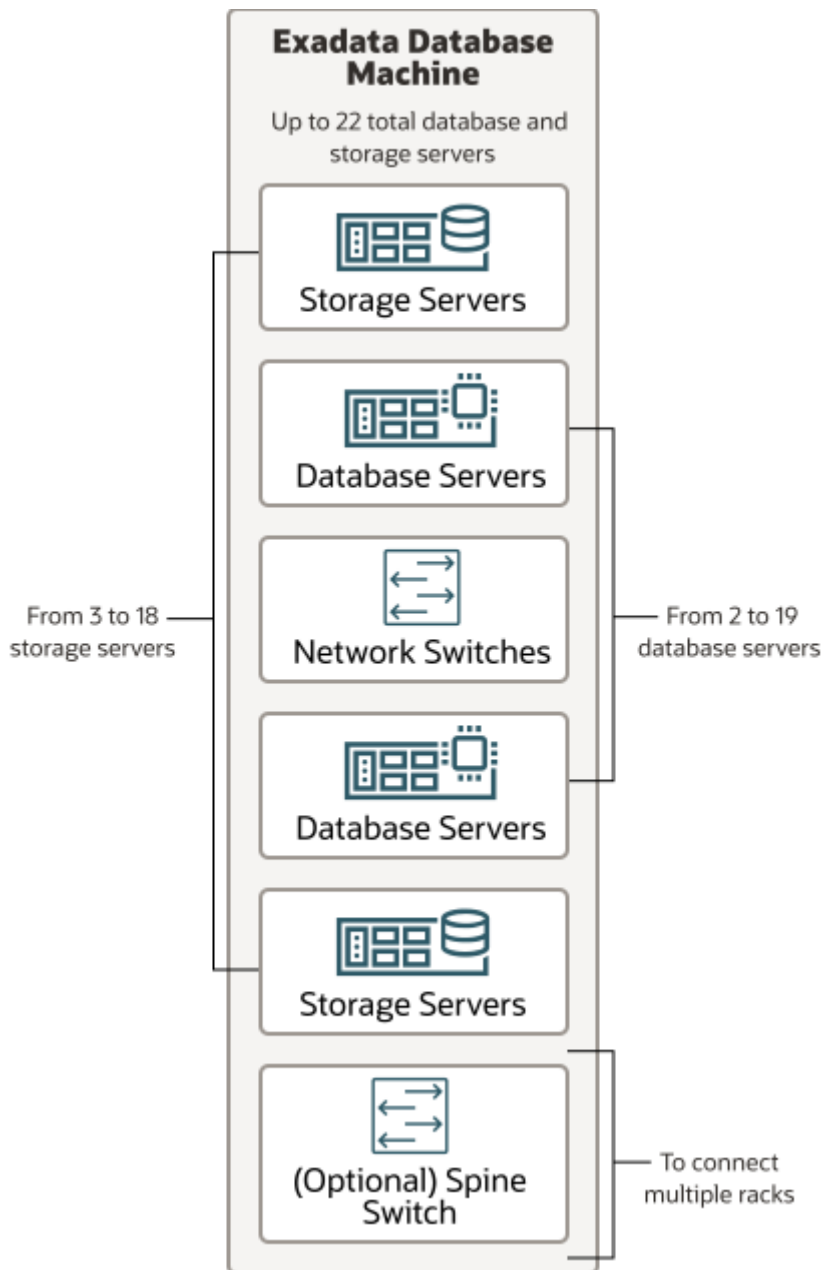 Exadata Database
Machine
Up to 22 total database and
storage servers
Storage Servers
Database Servers
Network Switches
From 3 to 18
storage servers
From 2 to 19
database servers
Database Servers
Storage Servers
(Optional) Spine
Switch
To connect
multiple racks